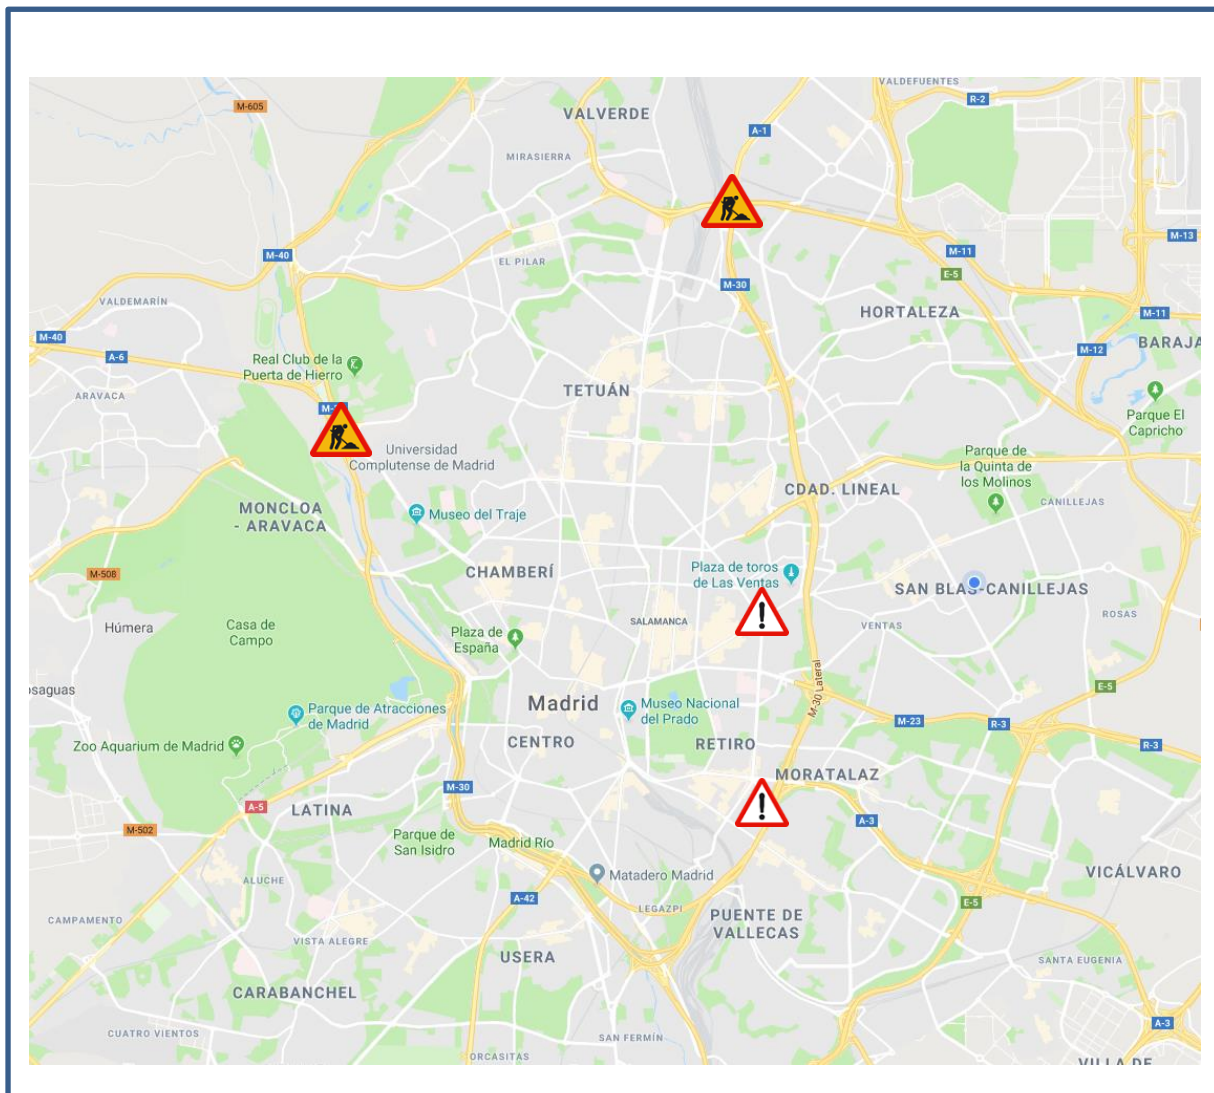 VALDEFUENTES
M-605
R-2
VALVERDE
A-1
MIRASIERRA
M-13
M-40
EL PILAR
M-11
E-5
M-30
VALDEMARÍN
HORTALEZA
M-11
M-40
A-6
M-12
BARAJA
Real Club de la
Puerta de Hierro
TETUÁN
ARAVACA
Parque El
Capricho
Universidad
Complutense de Madrid
Parque de
la Quinta de
los Molinos
CDAD. LINEAL
CANILLEJAS
MONCLOA
- ARAVACA
Museo del Traje
M-508
CHAMBERÍ
Plaza de toros
de Las Ventas
SAN BLAS-CANILLEJAS
ROSAS
Húmera
Casa de
Campo
Plaza de
España
SALAMANCA
VENTAS
osaguas
E-5
M-30 Lateral
Parque de Atracciones
de Madrid
Madrid
Museo Nacional
del Prado
M-23
R-3
Zoo Aquarium de Madrid
CENTRO
RETIRO
R-3
MORATALAZ
M-30
A-5
LATINA
M-502
Parque de
San Isidro
Madrid Río
A-3
ALUCHE
Matadero Madrid
VICÁLVARO
A-42
LEGAZPI
E-5
CAMPAMENTO
PUENTE DE
VALLECAS
VISTA ALEGRE
USERA
SANTA EUGENIA
CARABANCHEL
CUATRO VIENTOS
SAN FERMÍN
A-3
ORCASITAS
VILLA DE